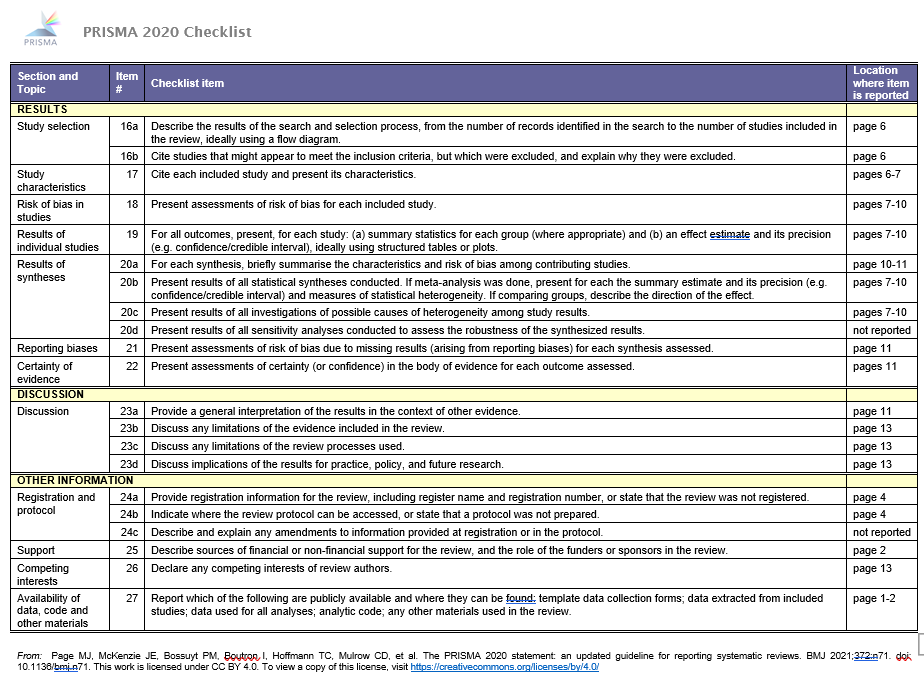 PRISMA
PRISMA 2020 Checklist
Section and Topic Item # Checklist item Location where item is reported
RESULTS
Study selection 16a Describe the results of the search and selection process, from the number of records identified in the search to the number of studies included in the review, ideally using a flow diagram. page 6
16b Cite studies that might appear to meet the inclusion criteria, but which were excluded, and explain why they were excluded. page 6
Study characteristics 17 Cite each included study and present its characteristics. pages 6-7
Risk of bias in studies 18 Present assessments of risk of bias for each included study. pages 7-10
Results of individual studies 19 For all outcomes, present, for each study: (a) summary statistics for each group (where appropriate) and (b) an effect estimate and its precision (e.g. confidence/credible interval), ideally using structured tables or plots. pages 7-10
Results of syntheses 20a For each synthesis, briefly summarise the characteristics and risk of bias among contributing studies. page 10-11
20b Present results of all statistical syntheses conducted. If meta-analysis was done, present for each the summary estimate and its precision (e.g. confidence/credible interval) and measures of statistical heterogeneity. If comparing groups, describe the direction of the effect. pages 7-10
20c Present results of all investigations of possible causes of heterogeneity among study results. pages 7-10
20d Present results of all sensitivity analyses conducted to assess the robustness of the synthesized results. not reported
Reporting biases 21 Present assessments of risk of bias due to missing results (arising from reporting biases) for each synthesis assessed. page 11
Certainty of evidence 22 Present assessments of certainty (or confidence) in the body of evidence for each outcome assessed. pages 11
DISCUSSION
Discussion 23a Provide a general interpretation of the results in the context of other evidence. page 11
23b Discuss any limitations of the evidence included in the review. page 13
23c Discuss any limitations of the review processes used. page 13
23d Discuss implications of the results for practice, policy, and future research. page 13
OTHER INFORMATION
Registration and protocol 24a Provide registration information for the review, including register name and registration number, or state that the review was not registered. page 4
24b Indicate where the review protocol can be accessed, or state that a protocol was not prepared. page 4
24c Describe and explain any amendments to information provided at registration or in the protocol. not reported
Support 25 Describe sources of financial or non-financial support for the review, and the role of the funders or sponsors in the review. page 2
Competing interests 26 Declare any competing interests of review authors. page 13
Availability of data, code and other materials 27 Report which of the following are publicly available and where they can be found: template data collection forms; data extracted from included studies; data used for all analyses; analytic code; any other materials used in the review. page 1-2
From: Page MJ, McKenzie JE, Bossuyt PM, Boutron I, Hoffmann TC, Mulrow CD, et al. The PRISMA 2020 statement: an updated guideline for reporting systematic reviews. BMJ 2021;372:n71. doi:
10.1136/bmj.n71. This work is licensed under CC BY 4.0. To view a copy of this license, visit https://creativecommons.org/licenses/by/4.0/